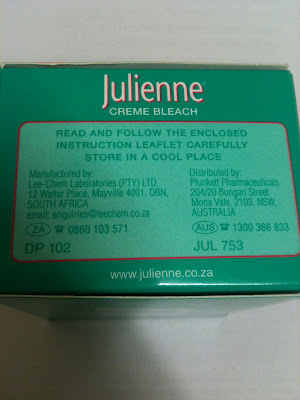 Julienne
CREME BLEACH
READ AND FOLLOW THE ENCLOSED
INSTRUCTION LEAFLET CAREFULLY
STORE IN A COOL PLACE
Manufactured by:
Lee-Chem Laboratories (PTY) LTD.
12 Walter Place, Mayville 4091, DBN,
SOUTH AFRICA
email: enquiries@leechem.co.za
ZA ☎ 0860 103 571
DP 102
Distributed by:
Plunkett Pharmaceuticals
204/20 Bungan Street
Mona Vale, 2103, NSW,
AUSTRALIA
AUS ☎ 1300 366 833
JUL 753
www.julienne.co.za